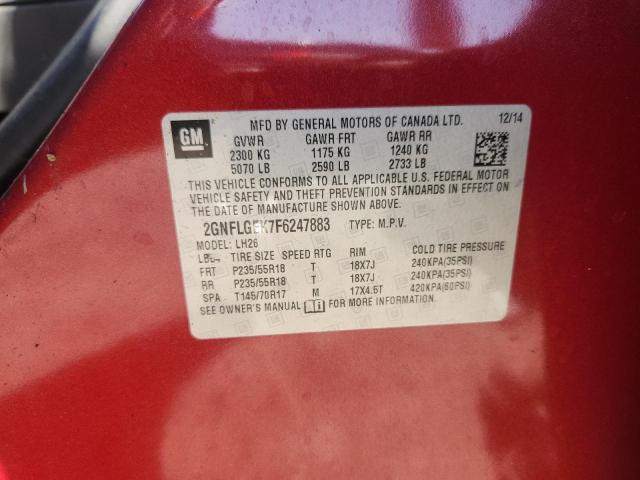 GM
MFD BY GENERAL MOTORS OF CANADA LTD. 12/14
GVWR GAWR FRT GAWR RR
2300 KG 1175 KG 1240 KG
5070 LB 2590 LB 2733 LB
THIS VEHICLE CONFORMS TO ALL APPLICABLE U.S. FEDERAL MOTOR
VEHICLE SAFETY AND THEFT PREVENTION STANDARDS IN EFFECT ON
THE DATE OF MANUFACTURE SHOWN ABOVE.
TYPE: M.P.V.
MODEL: LH26
TIRE SIZE SPEED RTG RIM COLD TIRE PRESSURE
FRT P235/55R18 T 18X7J 240KPA(35PSI)
RR P235/55R18 T 18X7J 240KPA(35PSI)
SPA T145/70R17 M 17X4.5T 420KPA(60PSI)
SEE OWNER'S MANUAL FOR MORE INFORMATION.